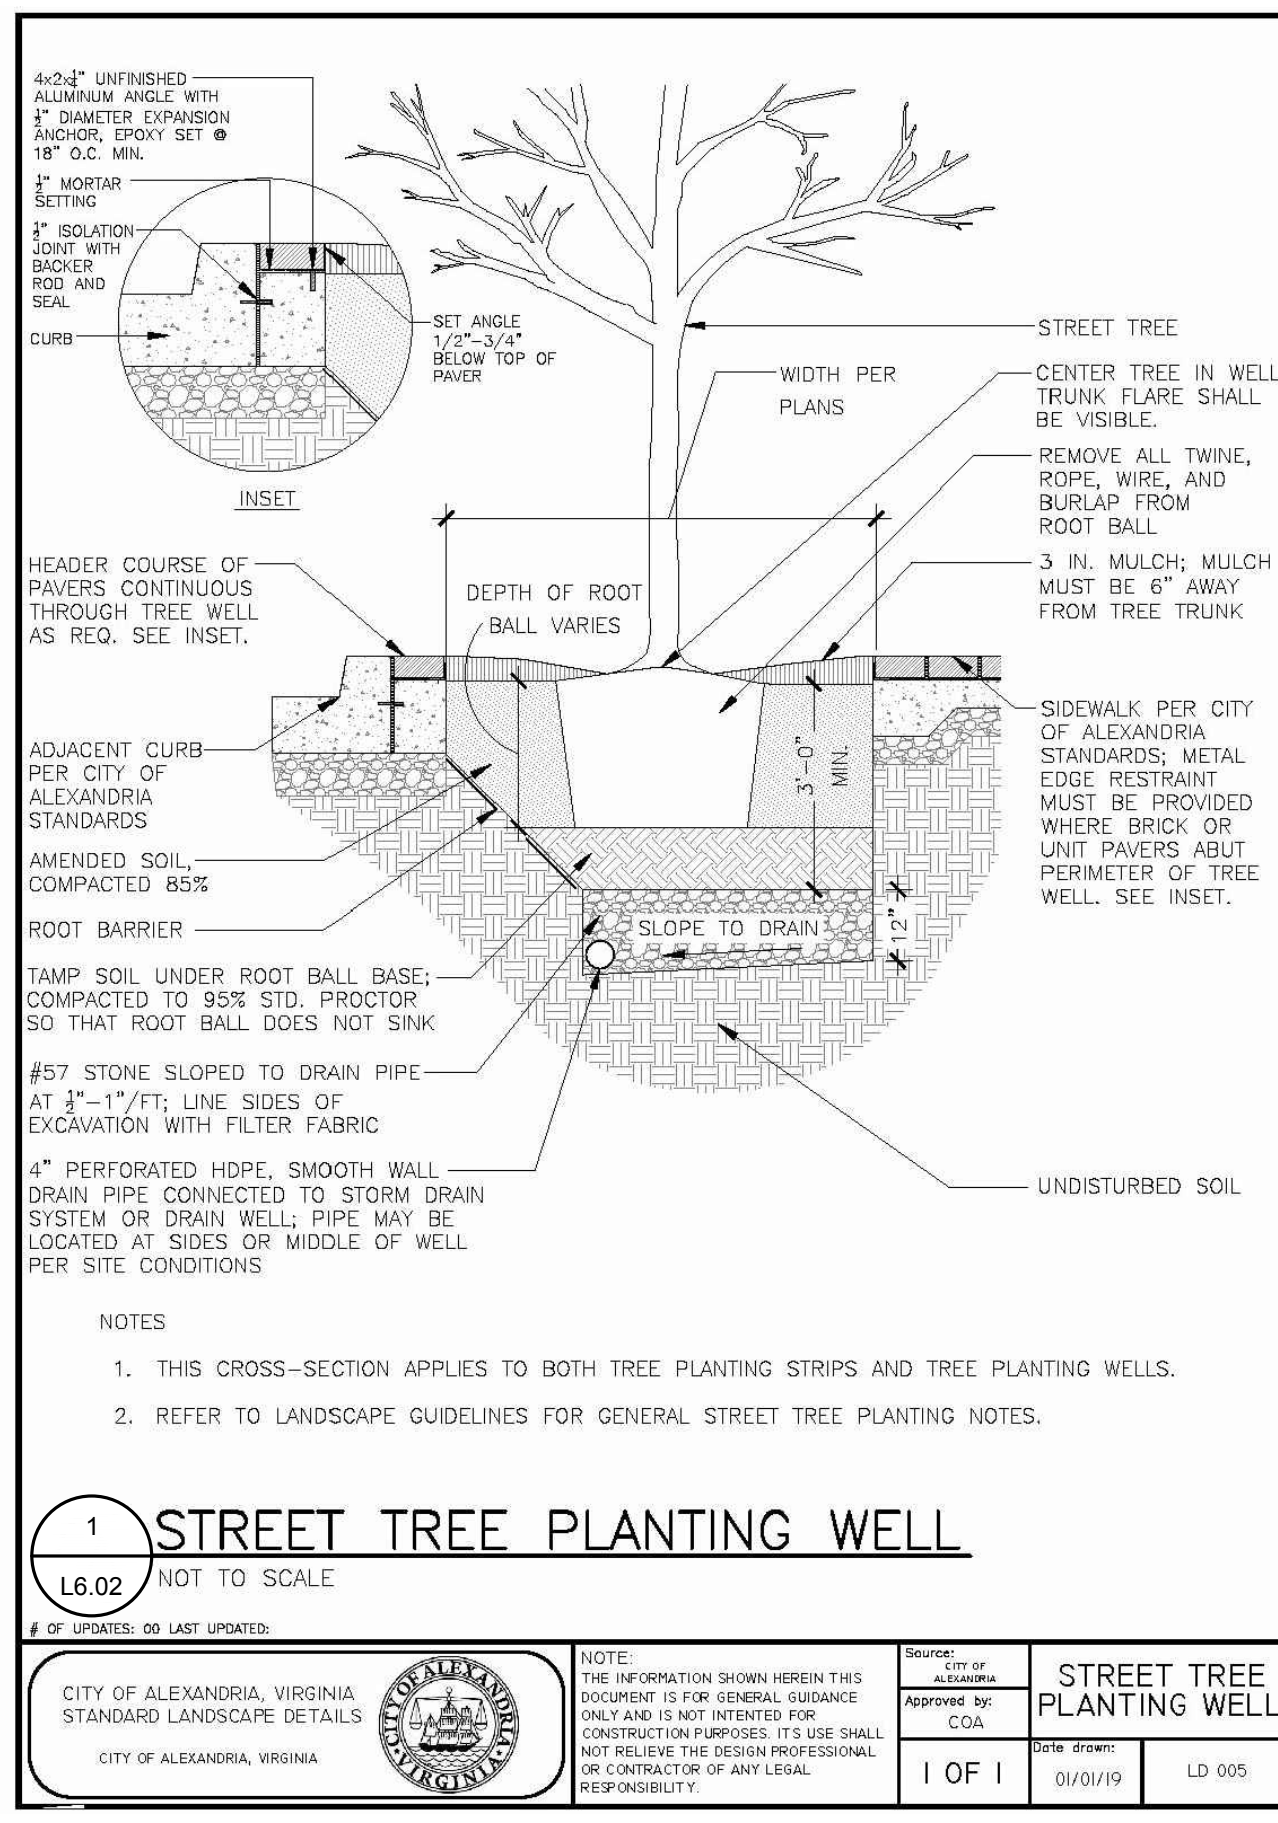 4x2x¼" UNFINISHED
ALUMINUM ANGLE WITH
½" DIAMETER EXPANSION
ANCHOR, EPOXY SET @
18" O.C. MIN.
½" MORTAR
SETTING
½" ISOLATION
JOINT WITH
BACKER
ROD AND
SEAL
CURB
SET ANGLE
1/2"-3/4"
BELOW TOP OF
PAVER
INSET
STREET TREE
WIDTH PER
PLANS
CENTER TREE IN WELL
TRUNK FLARE SHALL
BE VISIBLE.
REMOVE ALL TWINE,
ROPE, WIRE, AND
BURLAP FROM
ROOT BALL
3 IN. MULCH; MULCH
MUST BE 6" AWAY
FROM TREE TRUNK
HEADER COURSE OF
PAVERS CONTINUOUS
THROUGH TREE WELL
AS REQ. SEE INSET.
DEPTH OF ROOT
BALL VARIES
SIDEWALK PER CITY
OF ALEXANDRIA
STANDARDS; METAL
EDGE RESTRAINT
MUST BE PROVIDED
WHERE BRICK OR
UNIT PAVERS ABUT
PERIMETER OF TREE
WELL. SEE INSET.
3'-0"
MIN.
ADJACENT CURB
PER CITY OF
ALEXANDRIA
STANDARDS
AMENDED SOIL,
COMPACTED 85%
ROOT BARRIER
SLOPE TO DRAIN
12"
TAMP SOIL UNDER ROOT BALL BASE;
COMPACTED TO 95% STD. PROCTOR
SO THAT ROOT BALL DOES NOT SINK
#57 STONE SLOPED TO DRAIN PIPE
AT ½"-1"/FT; LINE SIDES OF
EXCAVATION WITH FILTER FABRIC
4" PERFORATED HDPE, SMOOTH WALL
DRAIN PIPE CONNECTED TO STORM DRAIN
SYSTEM OR DRAIN WELL; PIPE MAY BE
LOCATED AT SIDES OR MIDDLE OF WELL
PER SITE CONDITIONS
UNDISTURBED SOIL
NOTES
1. THIS CROSS-SECTION APPLIES TO BOTH TREE PLANTING STRIPS AND TREE PLANTING WELLS.
2. REFER TO LANDSCAPE GUIDELINES FOR GENERAL STREET TREE PLANTING NOTES.
1
L6.02
STREET TREE PLANTING WELL
NOT TO SCALE
# OF UPDATES: 00 LAST UPDATED:
CITY OF ALEXANDRIA, VIRGINIA
STANDARD LANDSCAPE DETAILS
CITY OF ALEXANDRIA, VIRGINIA
CITY OF ALEXANDRIA
VIRGINIA
NOTE:
THE INFORMATION SHOWN HEREIN THIS
DOCUMENT IS FOR GENERAL GUIDANCE
ONLY AND IS NOT INTENTED FOR
CONSTRUCTION PURPOSES. ITS USE SHALL
NOT RELIEVE THE DESIGN PROFESSIONAL
OR CONTRACTOR OF ANY LEGAL
RESPONSIBILITY.
Source:
CITY OF
ALEXANDRIA
Approved by:
COA
1 OF 1
STREET TREE
PLANTING WELL
Date drawn:
01/01/19
LD 005